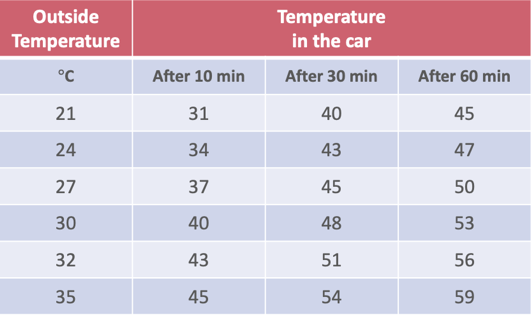 Outside Temperature
Temperature in the car
°C After 10 min After 30 min After 60 min
21 31 40 45
24 34 43 47
27 37 45 50
30 40 48 53
32 43 51 56
35 45 54 59